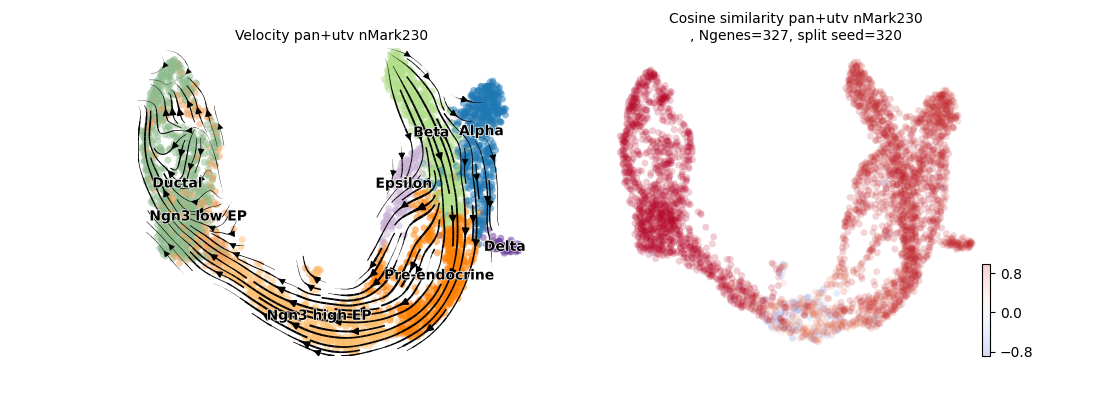 Velocity pan+utv nMark230
Beta
Alpha
Ductal
Epsilon
Ngn3 low EP
Delta
Pre-endocrine
Ngn3 high EP
Cosine similarity pan+utv nMark230
, Ngenes=327, split seed=320
0.8
0.0
−0.8